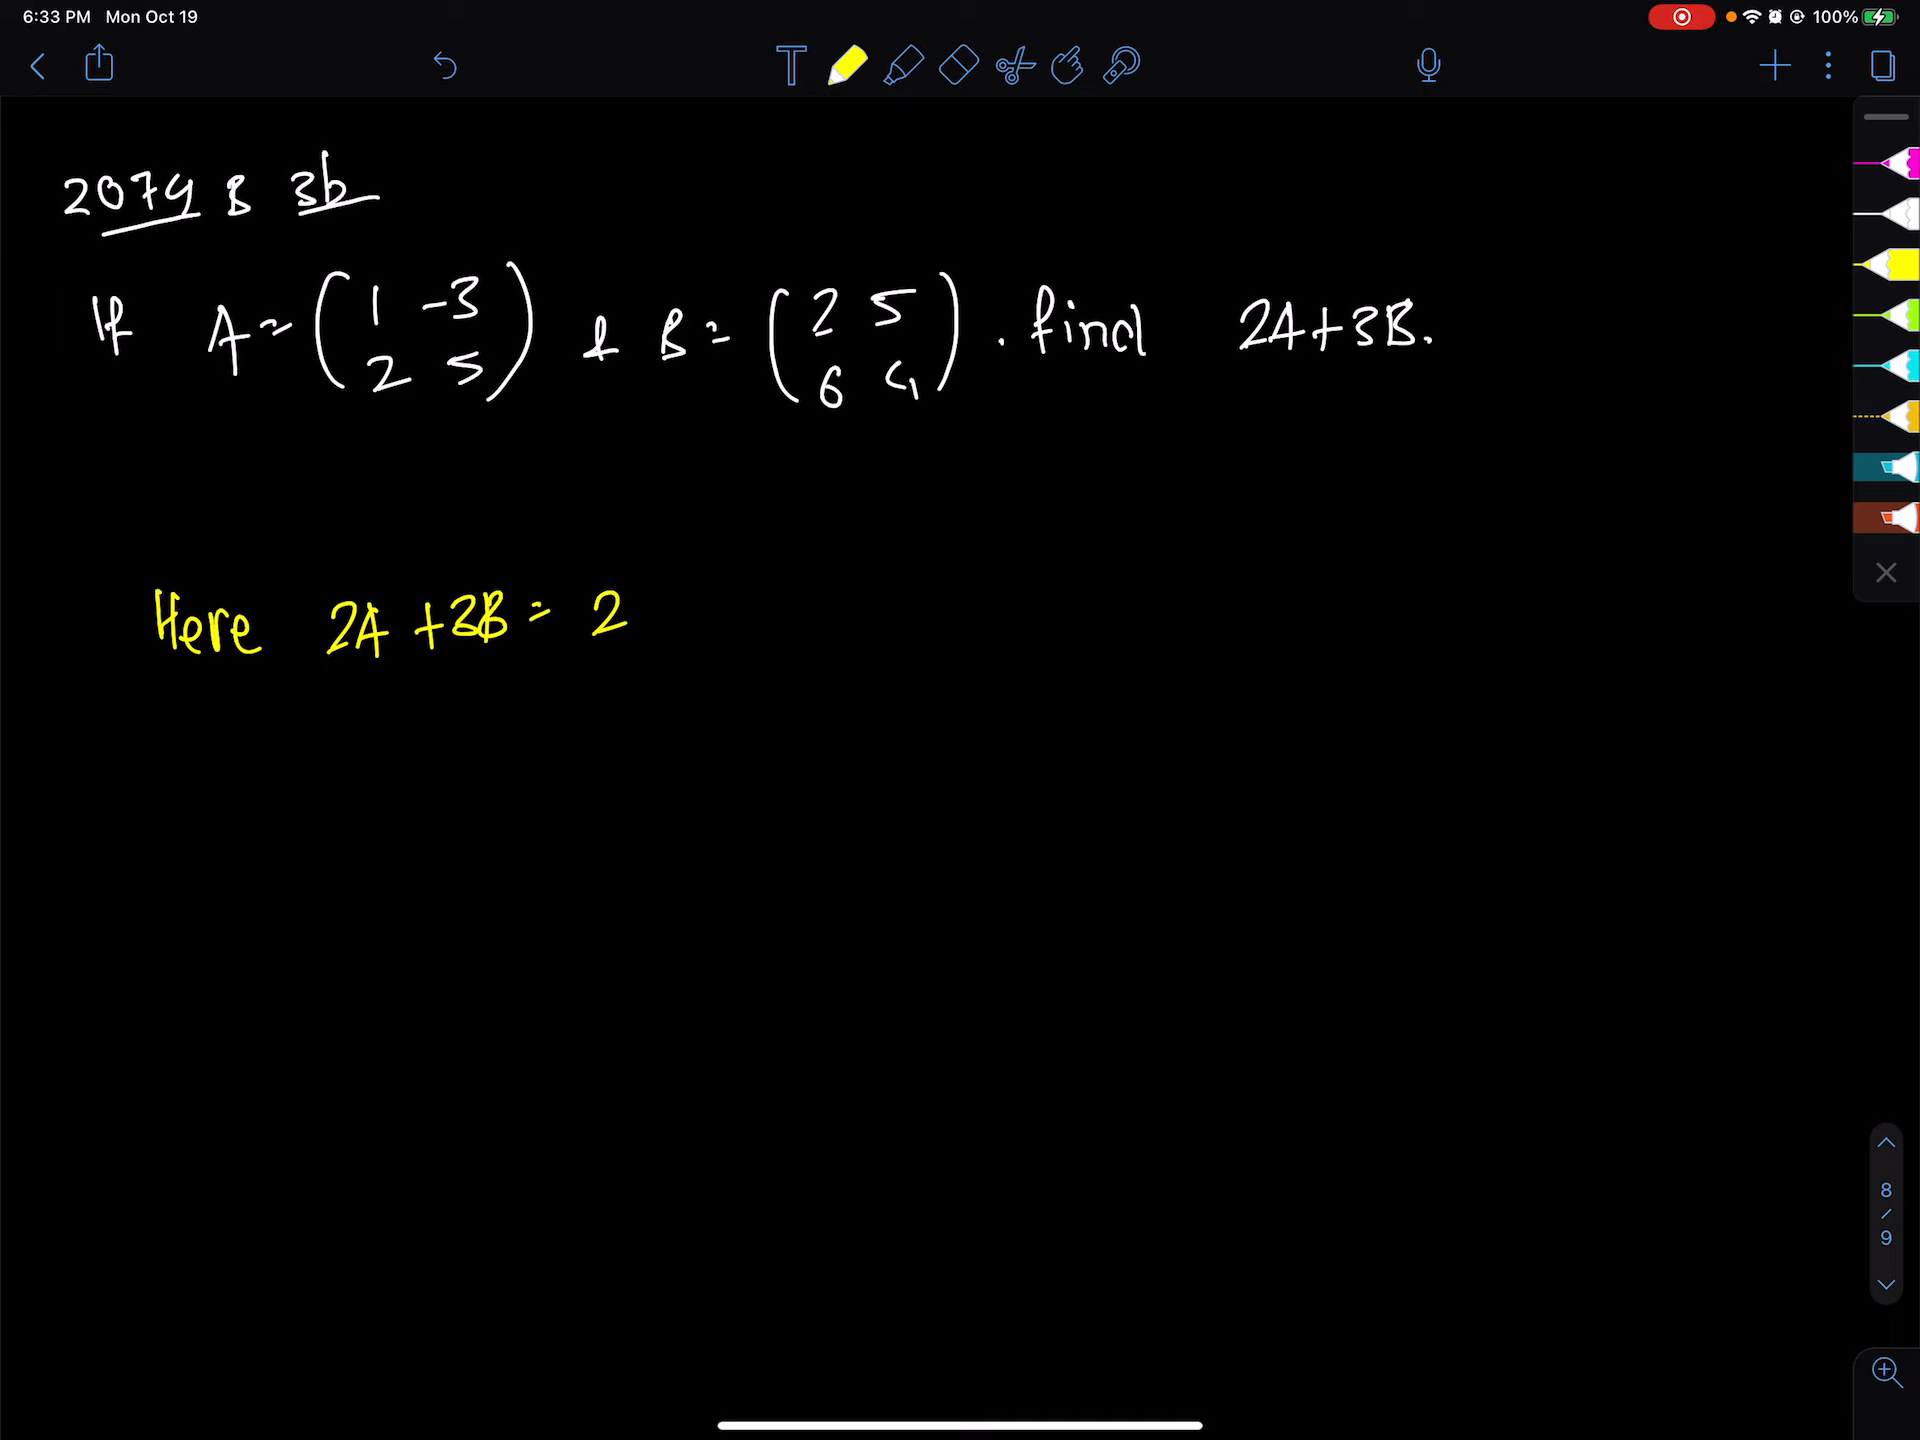 6:33 PM Mon Oct 19
100%
2074 B 3b
If A = ( 1 -3 ) & B = ( 2 5 ) . find 2A+3B.
2 5 6 4
Here 2A +3B = 2
8
/
9